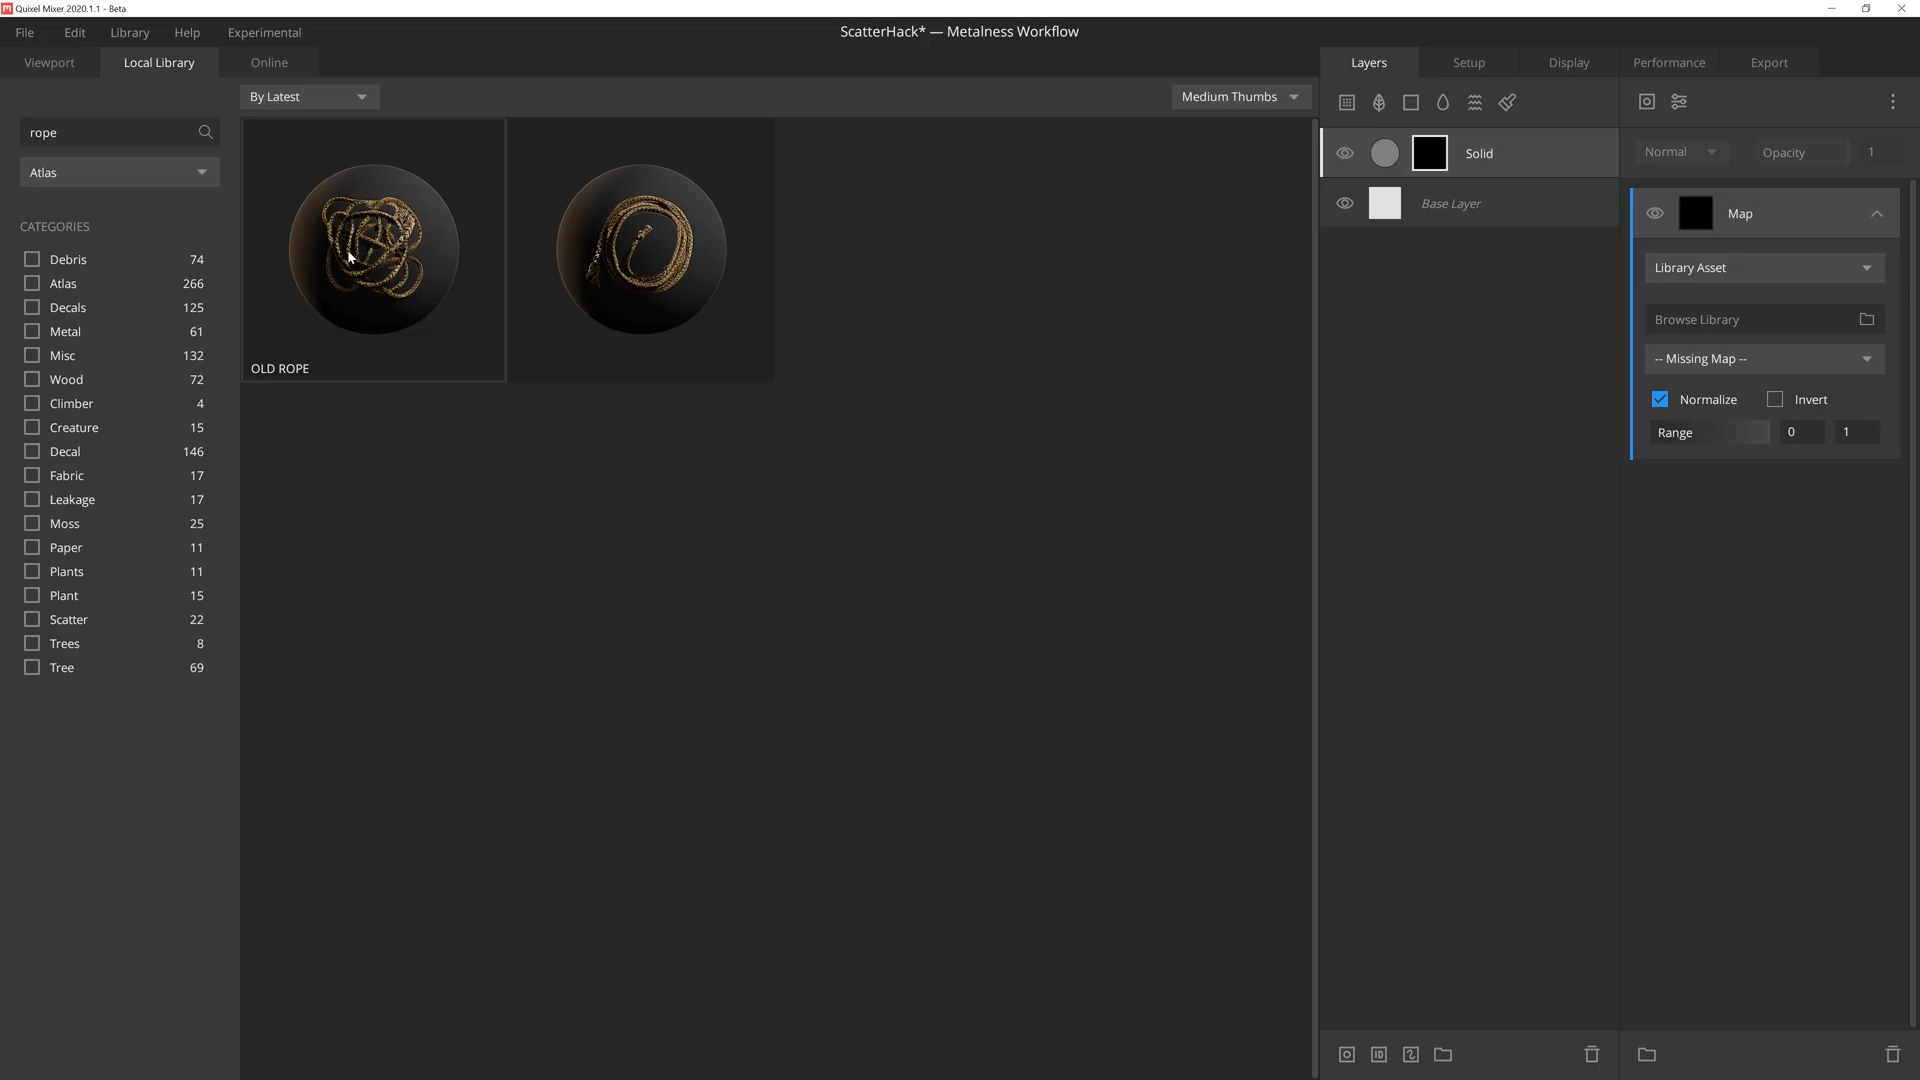 Quixel Mixer 2020.1.1 - Beta
File Edit Library Help Experimental
ScatterHack* — Metalness Workflow
Viewport Local Library Online
Layers Setup Display Performance Export
By Latest
Medium Thumbs
rope
Atlas
CATEGORIES
Debris 74
Atlas 266
Decals 125
Metal 61
Misc 132
Wood 72
Climber 4
Creature 15
Decal 146
Fabric 17
Leakage 17
Moss 25
Paper 11
Plants 11
Plant 15
Scatter 22
Trees 8
Tree 69
OLD ROPE
Solid
Base Layer
Normal Opacity 1
Map
Library Asset
Browse Library
-- Missing Map --
Normalize Invert
Range 0 1
ID